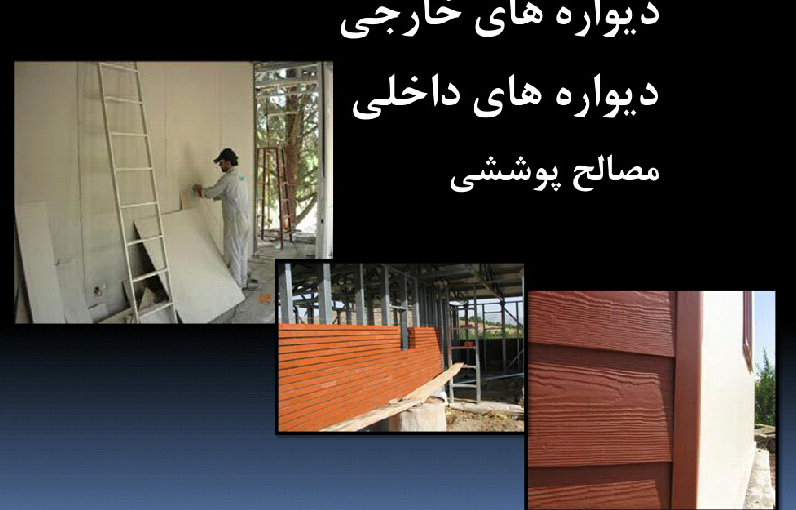 دیواره های خارجی
دیواره های داخلی
مصالح پوششی